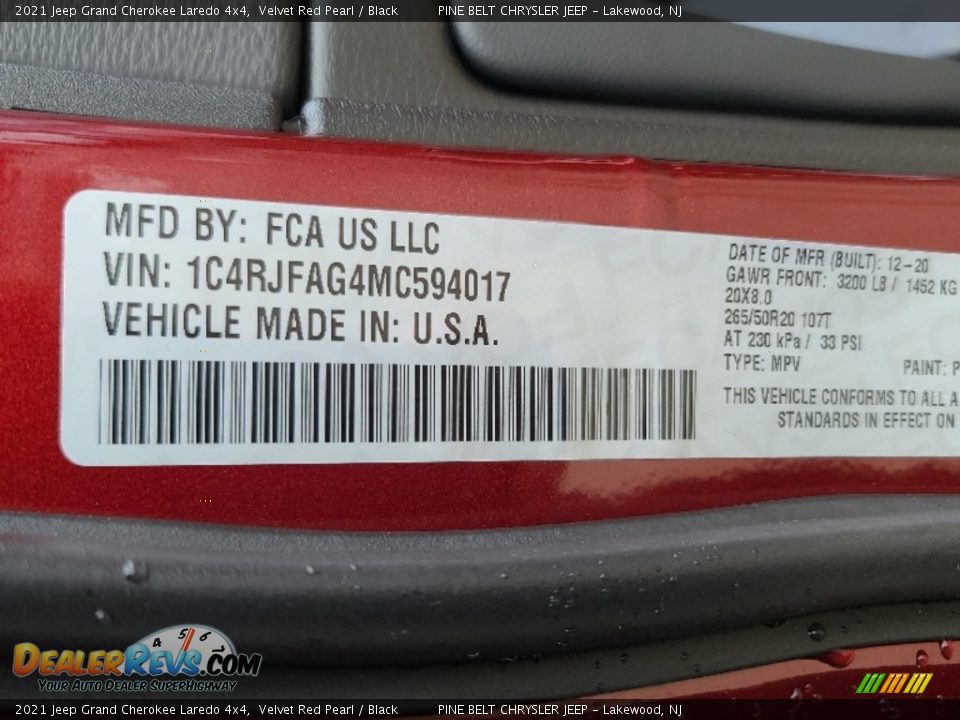 2021 Jeep Grand Cherokee Laredo 4x4, Velvet Red Pearl / Black PINE BELT CHRYSLER JEEP - Lakewood, NJ
MFD BY: FCA US LLC
VIN: 1C4RJFAG4MC594017
VEHICLE MADE IN: U.S.A.
DATE OF MFR (BUILT): 12-20
GAWR FRONT: 3200 LB / 1452 KG
20X8.0
265/50R20 107T
AT 230 kPa / 33 PSI
TYPE: MPV PAINT: P
THIS VEHICLE CONFORMS TO ALL A
STANDARDS IN EFFECT ON
4 5 6
DEALERREVS.COM
YOUR AUTO DEALER SUPERHIGHWAY
2021 Jeep Grand Cherokee Laredo 4x4, Velvet Red Pearl / Black PINE BELT CHRYSLER JEEP - Lakewood, NJ